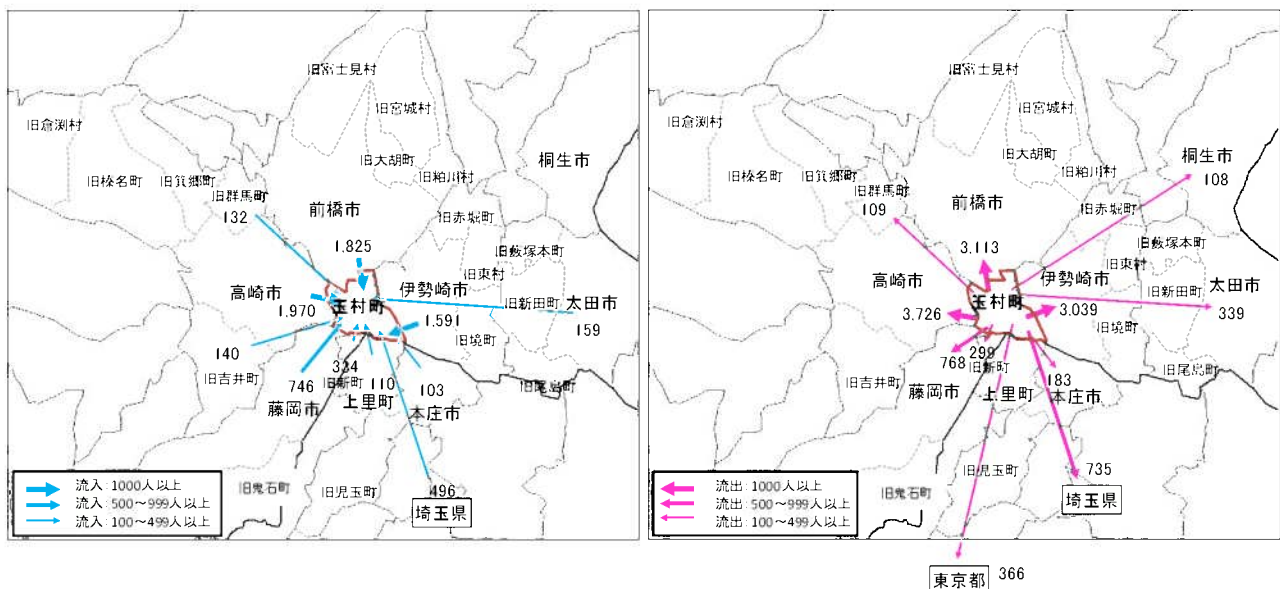 旧富士見村
旧宮城村
旧倉渕村
旧大胡町
桐生市
旧榛名町
旧箕郷町
旧粕川村
旧群馬町
132
前橋市
旧赤堀町
1.825
旧藪塚本町
旧東村
高崎市
伊勢崎市
玉村町
旧新田町
太田市
1.970
1.591
159
旧境町
140
334
旧吉井町
746
旧新町
110
103
旧尾島町
藤岡市
上里町
本庄市
旧鬼石町
旧児玉町
496
埼玉県
流入:1000人以上
流入:500～999人以上
流入:100～499人以上
旧富士見村
旧宮城村
旧倉渕村
旧大胡町
桐生市
108
旧榛名町
旧箕郷町
旧粕川村
旧群馬町
109
前橋市
旧赤堀町
3.113
旧藪塚本町
旧東村
高崎市
伊勢崎市
玉村町
旧新田町
太田市
3.726
3.039
339
旧境町
299
768
旧新町
旧吉井町
183
旧尾島町
藤岡市
上里町
本庄市
旧児玉町
735
旧鬼石町
埼玉県
流出:1000人以上
流出:500～999人以上
流出:100～499人以上
東京都
366